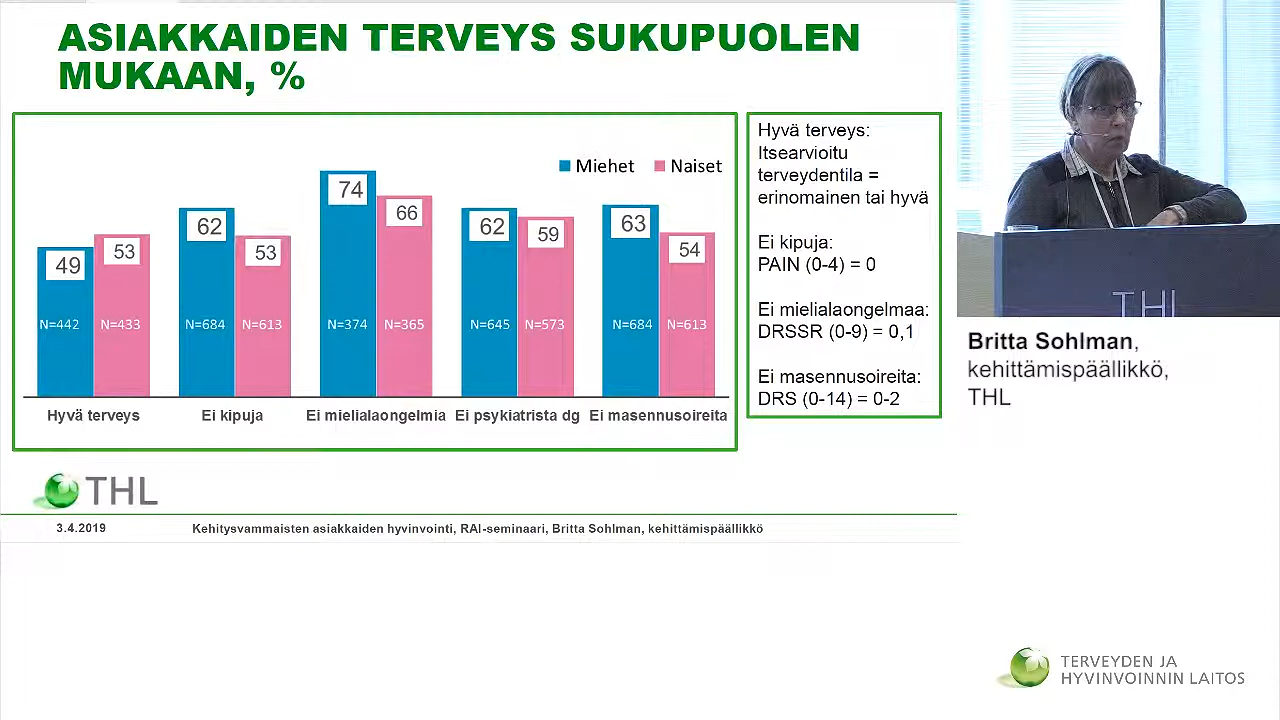 ASIAKKAIDEN TERVEYS SUKUPUOLEN
MUKAAN, %
Miehet Naiset
49 53 62 53 74 66 62 59 63 54
N=442 N=433 N=684 N=613 N=374 N=365 N=645 N=573 N=684 N=613
Hyvä terveys Ei kipuja Ei mielialaongelmia Ei psykiatrista dg Ei masennusoireita
Hyvä terveys:
Itsearvioitu
terveydentila =
erinomainen tai hyvä
Ei kipuja:
PAIN (0-4) = 0
Ei mielialaongelmaa:
DRSSR (0-9) = 0,1
Ei masennusoireita:
DRS (0-14) = 0-2
THL
3.4.2019 Kehitysvammaisten asiakkaiden hyvinvointi, RAI-seminaari, Britta Sohlman, kehittämispäällikkö
THL
Britta Sohlman,
kehittämispäällikkö,
THL
TERVEYDEN JA
HYVINVOINNIN LAITOS